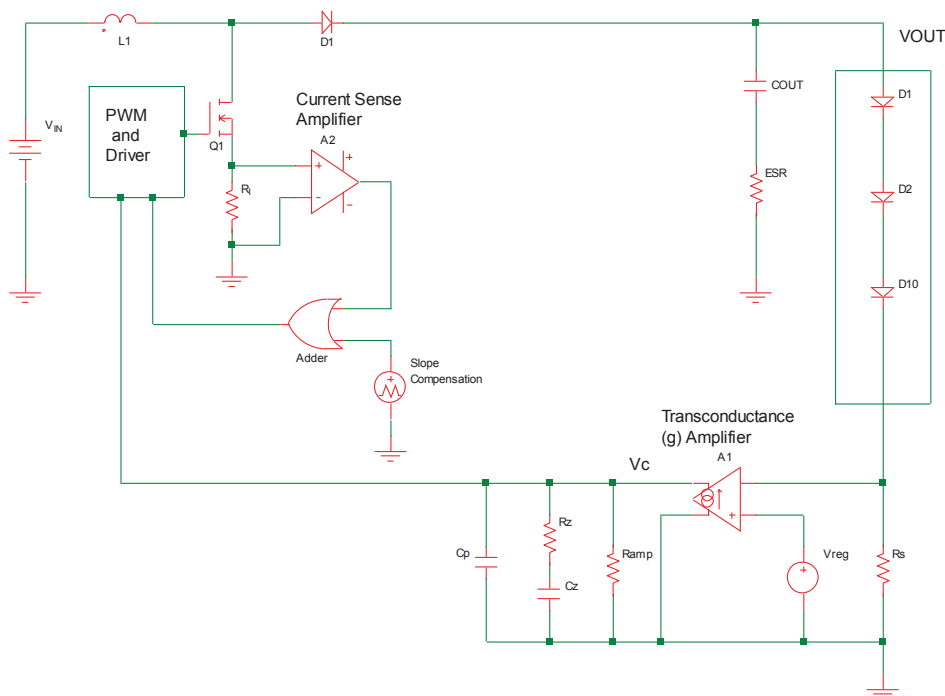 L1
D1
VOUT
COUT
D1
PWM
and
Driver
Current Sense
Amplifier
A2
VIN
Q1
+
+
-
-
Ri
ESR
D2
D10
Adder
Slope
Compensation
+
Transconductance
(g) Amplifier
A1
Vc
+
Rz
Cp
Ramp
Vreg
+
Rs
Cz